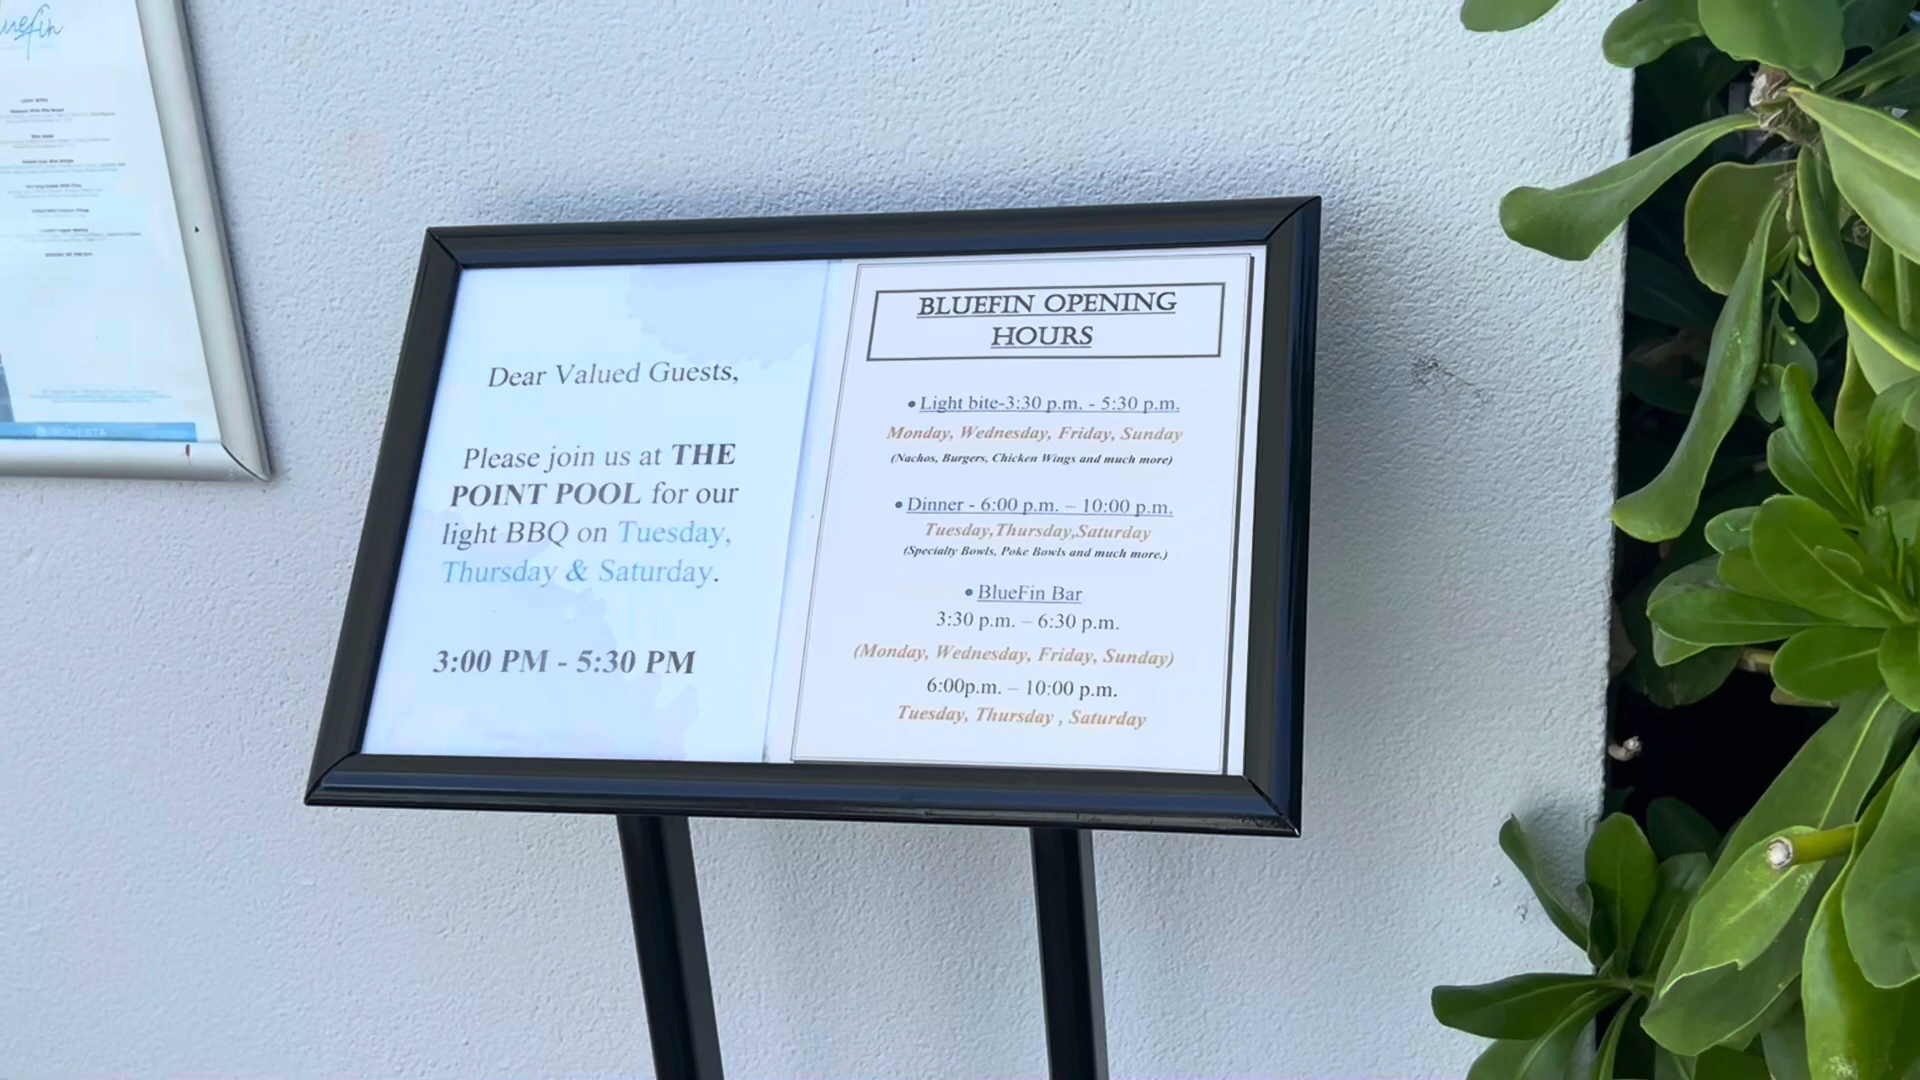 Dear Valued Guests,
Please join us at THE
POINT POOL for our
light BBQ on Tuesday,
Thursday & Saturday.
3:00 PM - 5:30 PM
BLUEFIN OPENING
HOURS
• Light bite-3:30 p.m. - 5:30 p.m.
Monday, Wednesday, Friday, Sunday
(Nachos, Burgers, Chicken Wings and much more)
• Dinner - 6:00 p.m. – 10:00 p.m.
Tuesday,Thursday,Saturday
(Specialty Bowls, Poke Bowls and much more.)
• BlueFin Bar
3:30 p.m. – 6:30 p.m.
(Monday, Wednesday, Friday, Sunday)
6:00p.m. – 10:00 p.m.
Tuesday, Thursday , Saturday